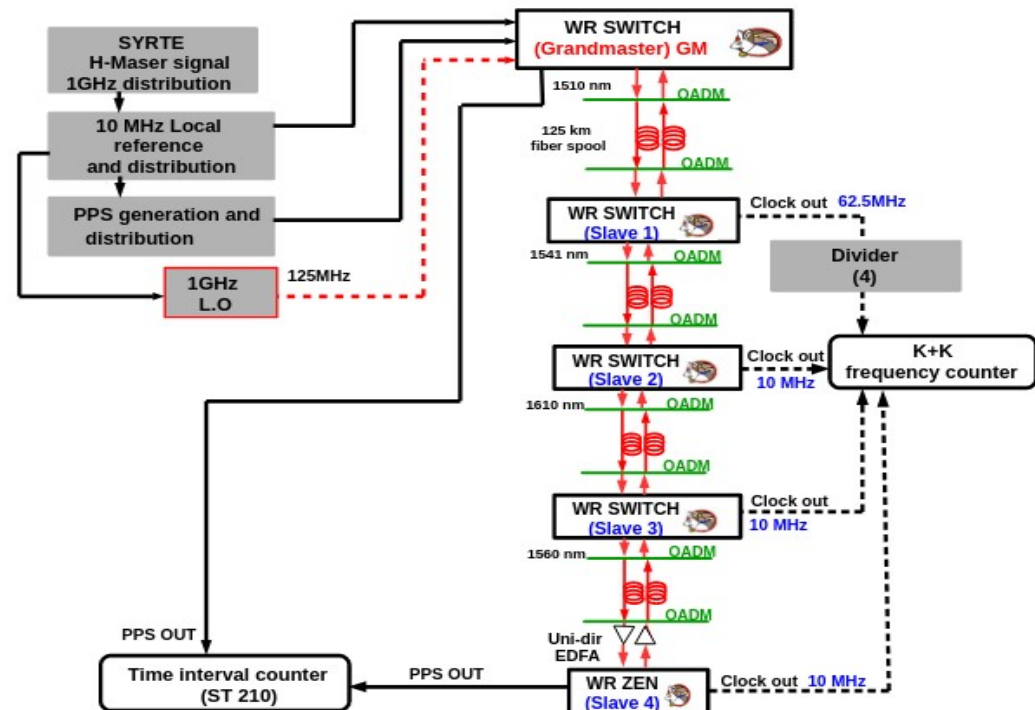 SYRTE
H-Maser signal
1GHz distribution
10 MHz Local
reference
and distribution
PPS generation and
distribution
1GHz
L.O
125MHz
WR SWITCH
(Grandmaster) GM
1510 nm
OADM
125 km
fiber spool
OADM
WR SWITCH
(Slave 1)
Clock out 62.5MHz
Divider
(4)
1541 nm
OADM
OADM
WR SWITCH
(Slave 2)
Clock out
10 MHz
K+K
frequency counter
1610 nm
OADM
OADM
WR SWITCH
(Slave 3)
Clock out
10 MHz
1560 nm
OADM
OADM
Uni-dir
EDFA
WR ZEN
(Slave 4)
Clock out 10 MHz
PPS OUT
PPS OUT
Time interval counter
(ST 210)